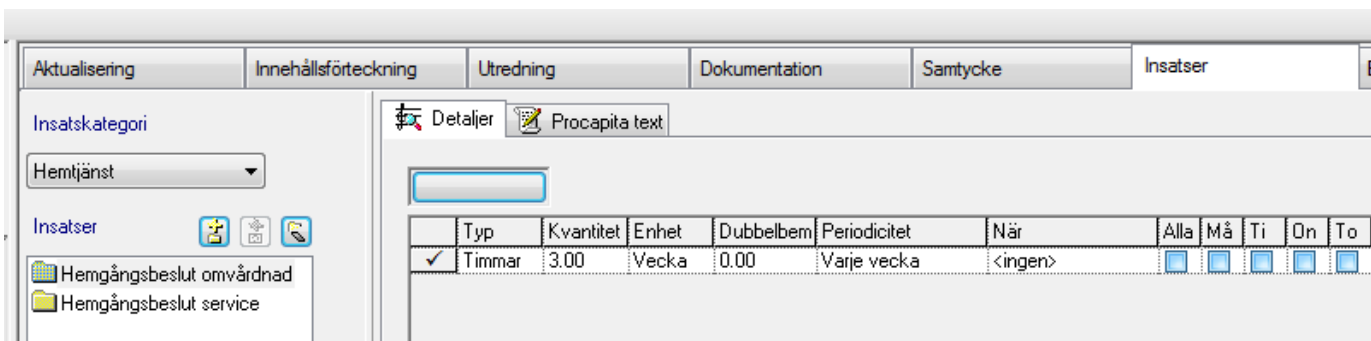 Aktualisering Innehållsförteckning Utredning Dokumentation Samtycke Insatser
Insatskategori
Detaljer Procapita text
Hemtjänst
Insatser
Typ Kvantitet Enhet Dubbelbem Periodicitet När Alla Må Ti On To
Timmar 3.00 Vecka 0.00 Varje vecka <ingen>
Hemgångsbeslut omvårdnad
Hemgångsbeslut service